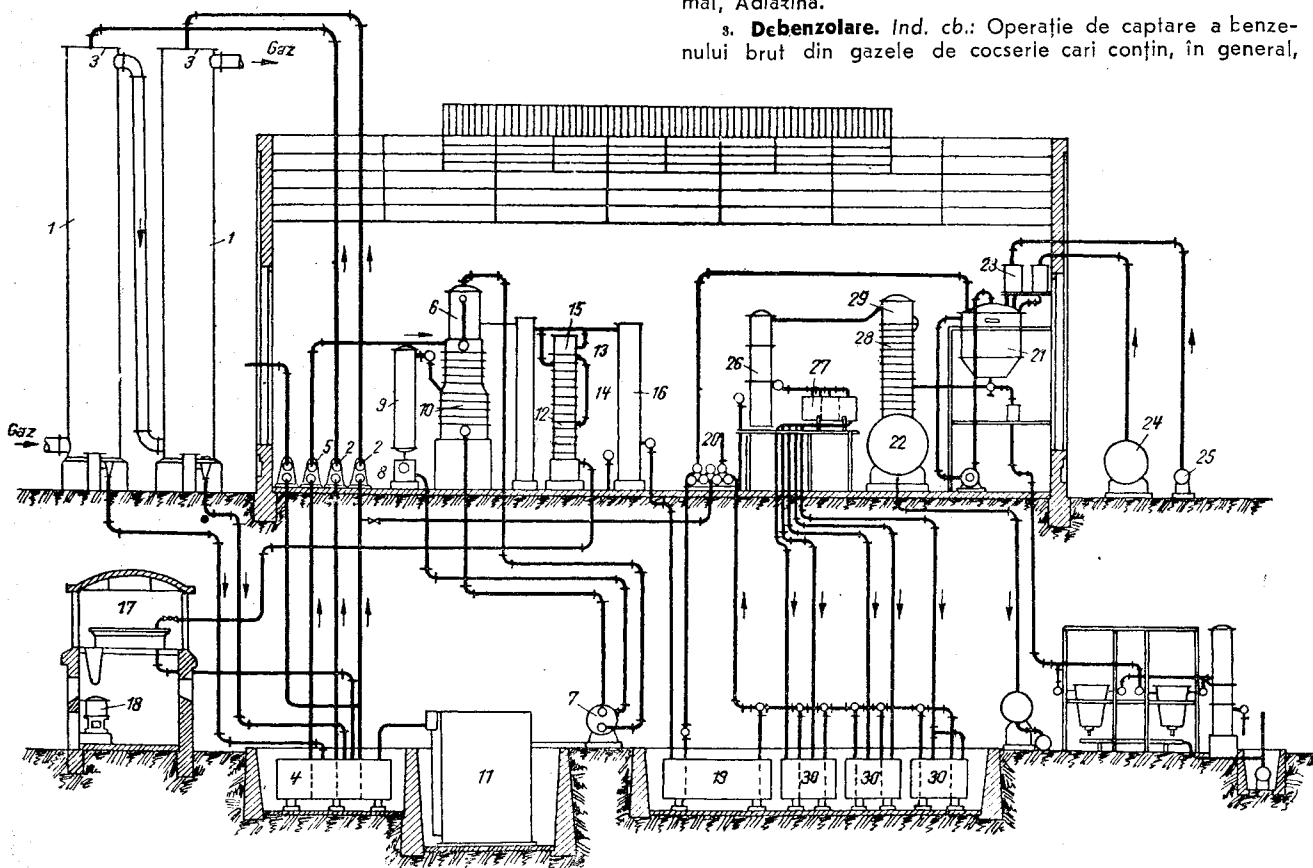 mal, Adiazina.
3. Debenzolare. Ind. cb.: Operație de captare a benze-
nului brut din gazele de cocserie cari conțin, în general,
3 3 Gaz
1 1
23
29
6 15 28
13 21
26 27
9 14 16
10 12
Gaz
5 2 2 20 22 24
8 25
17
18
7
4 11 19 30 30 30